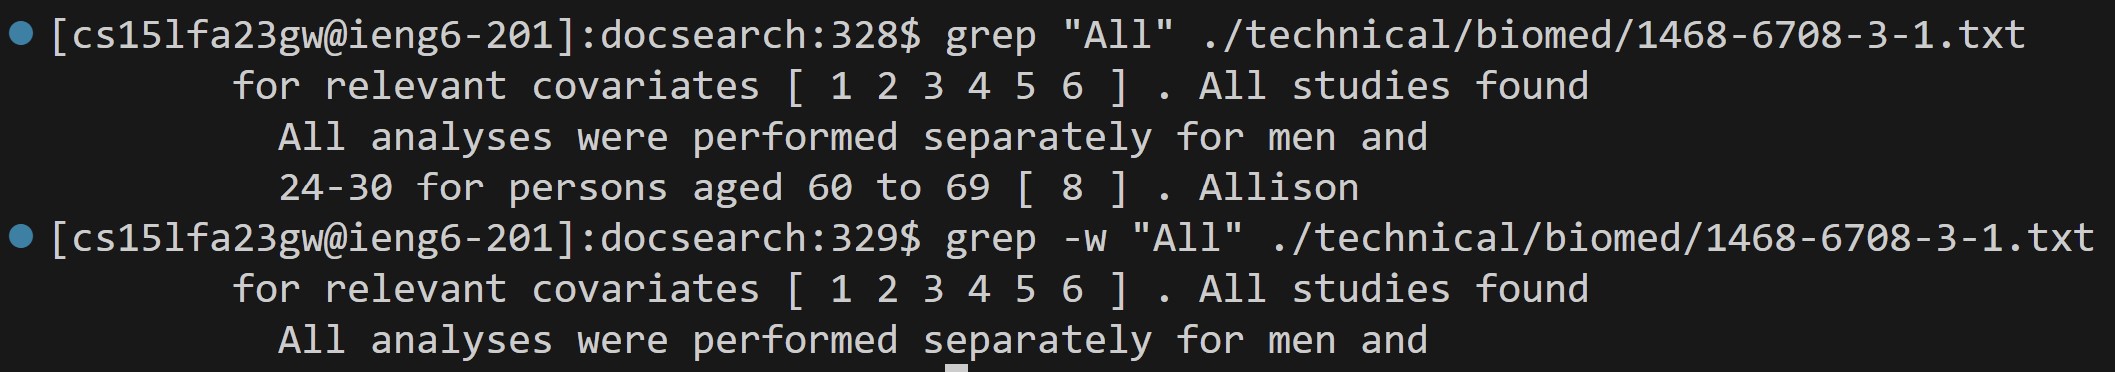 [cs15lfa23gw@ieng6-201]:docsearch:328$ grep "All" ./technical/biomed/1468-6708-3-1.txt
for relevant covariates [ 1 2 3 4 5 6 ] . All studies found
All analyses were performed separately for men and
24-30 for persons aged 60 to 69 [ 8 ] . Allison
[cs15lfa23gw@ieng6-201]:docsearch:329$ grep -w "All" ./technical/biomed/1468-6708-3-1.txt
for relevant covariates [ 1 2 3 4 5 6 ] . All studies found
All analyses were performed separately for men and